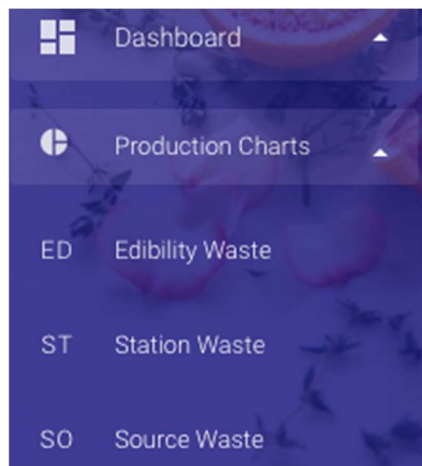 Dashboard
Production Charts
ED Edibility Waste
ST Station Waste
SO Source Waste